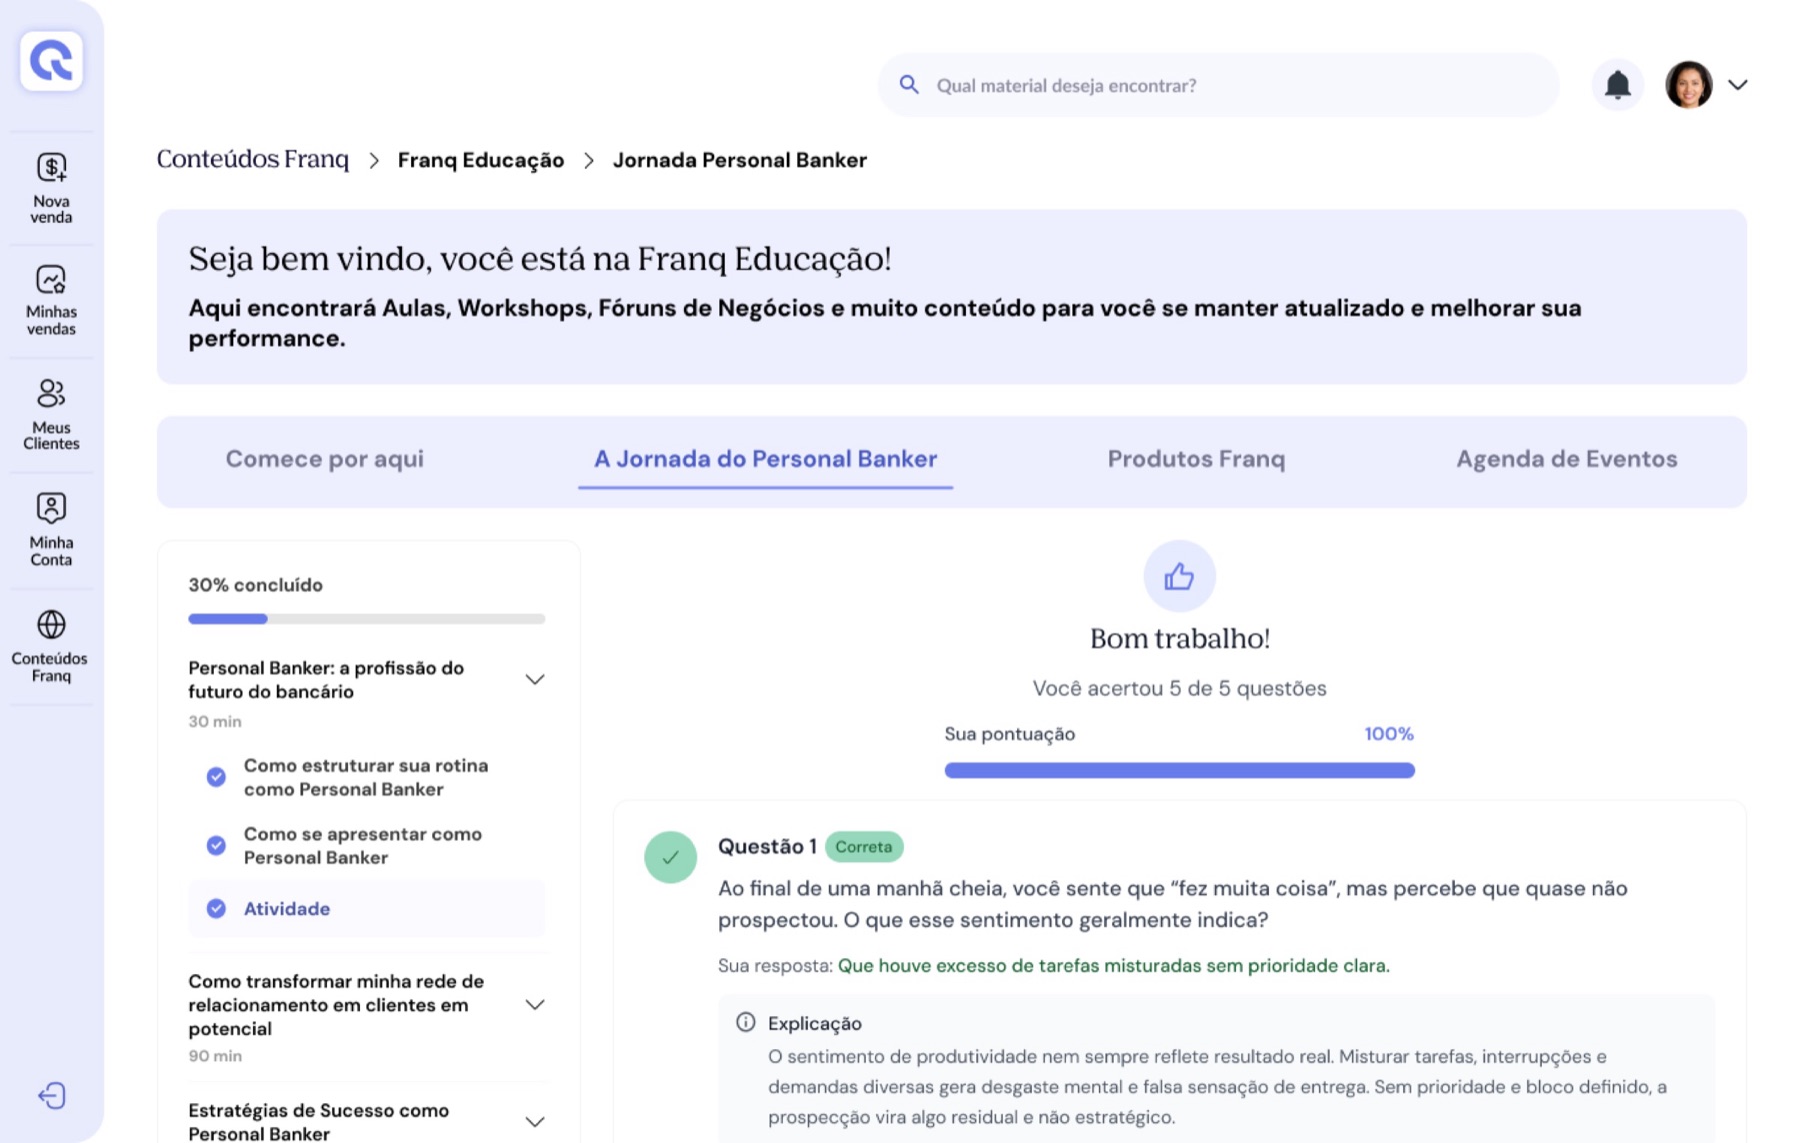 Qual material deseja encontrar?
Nova
venda
Minhas
vendas
Meus
Clientes
Minha
Conta
Conteúdos
Franq
Conteúdos Franq > Franq Educação > Jornada Personal Banker
Seja bem vindo, você está na Franq Educação!
Aqui encontrará Aulas, Workshops, Fóruns de Negócios e muito conteúdo para você se manter atualizado e melhorar sua
performance.
Comece por aqui
A Jornada do Personal Banker
Produtos Franq
Agenda de Eventos
30% concluído
Personal Banker: a profissão do
futuro do bancário
30 min
Como estruturar sua rotina
como Personal Banker
Como se apresentar como
Personal Banker
Atividade
Como transformar minha rede de
relacionamento em clientes em
potencial
90 min
Estratégias de Sucesso como
Personal Banker
Bom trabalho!
Você acertou 5 de 5 questões
Sua pontuação 100%
Questão 1 Correta
Ao final de uma manhã cheia, você sente que “fez muita coisa”, mas percebe que quase não
prospectou. O que esse sentimento geralmente indica?
Sua resposta: Que houve excesso de tarefas misturadas sem prioridade clara.
Explicação
O sentimento de produtividade nem sempre reflete resultado real. Misturar tarefas, interrupções e
demandas diversas gera desgaste mental e falsa sensação de entrega. Sem prioridade e bloco definido, a
prospecção vira algo residual e não estratégico.